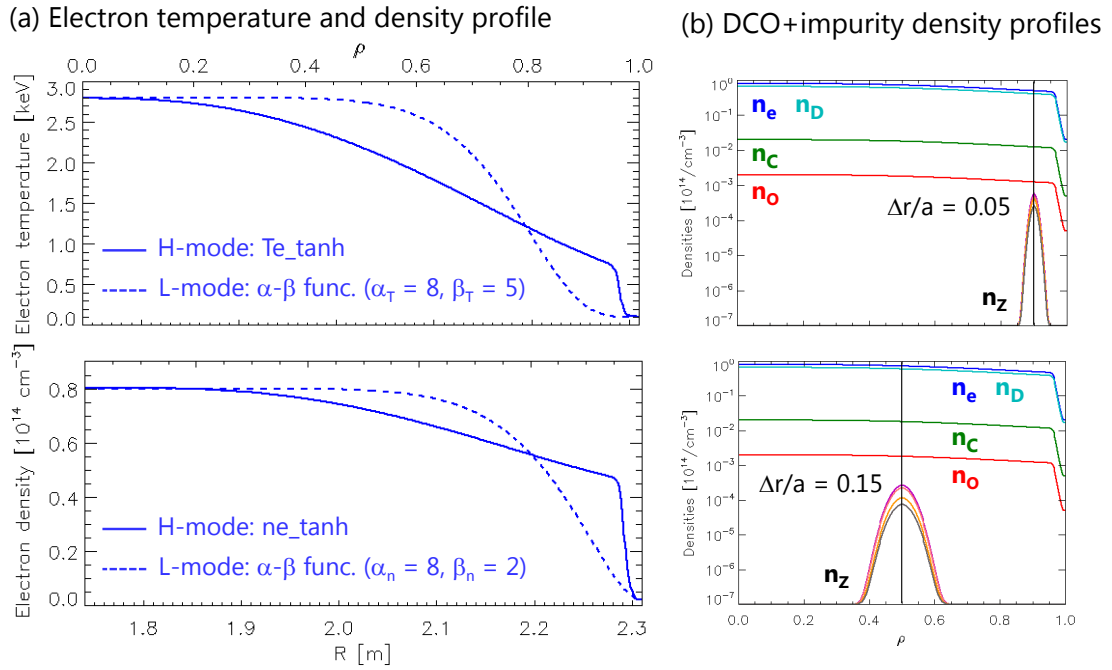 (a) Electron temperature and density profile
ρ
0.0 0.2 0.4 0.6 0.8 1.0
Electron temperature [keV]
3.0
2.5
2.0
1.5
1.0
0.5
0.0
H-mode: Te_tanh
L-mode: α-β func. (α_T = 8, β_T = 5)
Electron density [10^14 cm^-3]
0.8
0.6
0.4
0.2
0.0
H-mode: ne_tanh
L-mode: α-β func. (α_n = 8, β_n = 2)
1.8 1.9 2.0 2.1 2.2 2.3
R [m]
(b) DCO+impurity density profiles
Densities [10^14/cm^-3]
10^0
10^-1
10^-2
10^-3
10^-4
10^-5
10^-6
10^-7
n_e n_D
n_C
n_O
Δr/a = 0.05
n_Z
Densities [10^14/cm^-3]
10^0
10^-1
10^-2
10^-3
10^-4
10^-5
10^-6
10^-7
n_e n_D
n_C
n_O
Δr/a = 0.15
n_Z
0.0 0.2 0.4 0.6 0.8 1.0
ρ